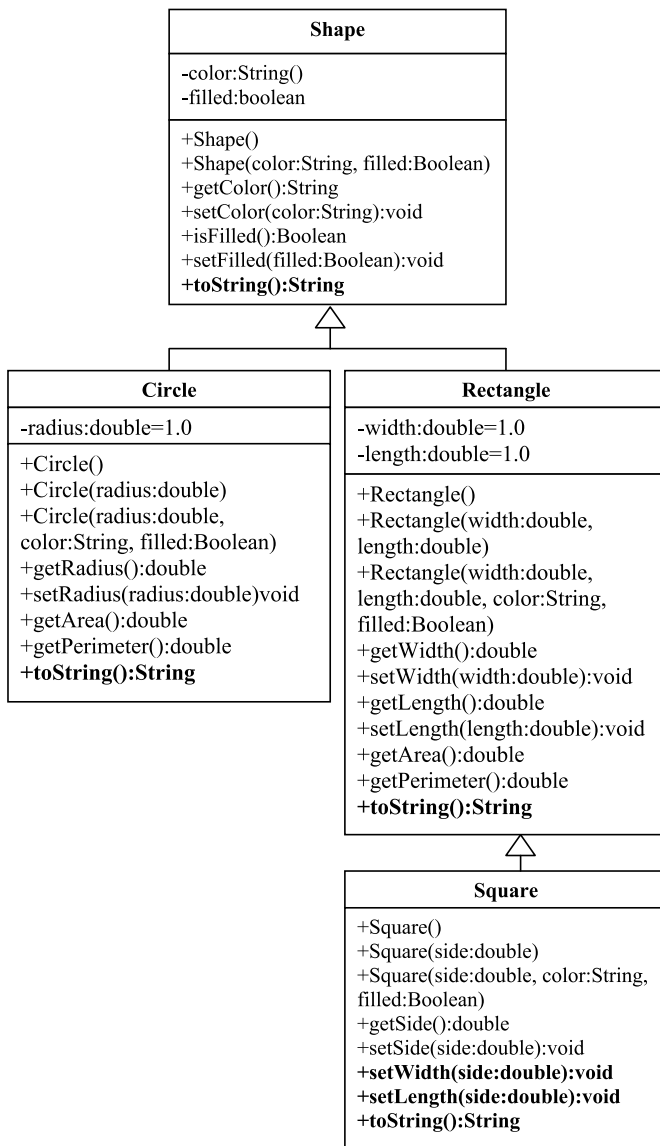 Shape
-color:String()
-filled:boolean
+Shape()
+Shape(color:String, filled:Boolean)
+getColor():String
+setColor(color:String):void
+isFilled():Boolean
+setFilled(filled:Boolean):void
+toString():String
Circle
-radius:double=1.0
+Circle()
+Circle(radius:double)
+Circle(radius:double,
color:String, filled:Boolean)
+getRadius():double
+setRadius(radius:double)void
+getArea():double
+getPerimeter():double
+toString():String
Rectangle
-width:double=1.0
-length:double=1.0
+Rectangle()
+Rectangle(width:double,
length:double)
+Rectangle(width:double,
length:double, color:String,
filled:Boolean)
+getWidth():double
+setWidth(width:double):void
+getLength():double
+setLength(length:double):void
+getArea():double
+getPerimeter():double
+toString():String
Square
+Square()
+Square(side:double)
+Square(side:double, color:String,
filled:Boolean)
+getSide():double
+setSide(side:double):void
+setWidth(side:double):void
+setLength(side:double):void
+toString():String